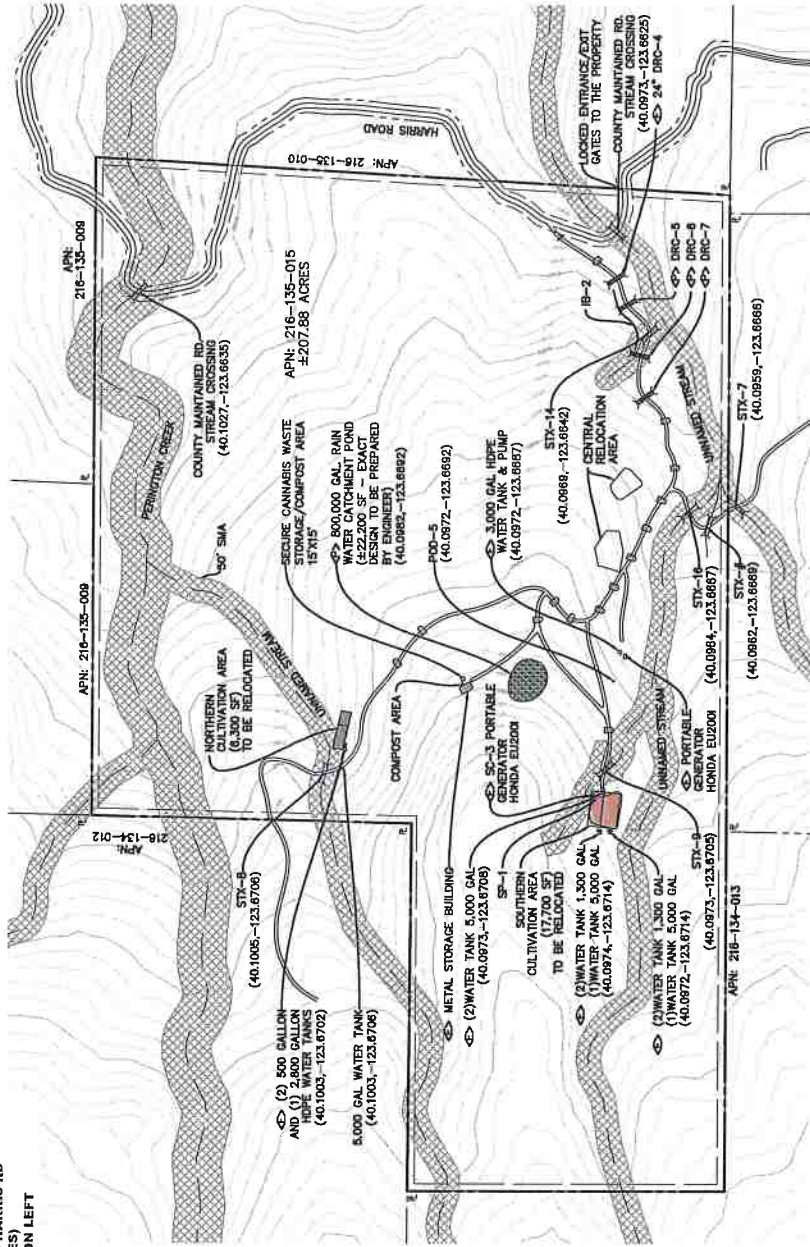 HARRIS RD
ES)
ON LEFT
APN:
216-135-009
APN: 216-135-009
APN: 216-135-010
HARRIS ROAD
COUNTY MAINTAINED RD.
STREAM CROSSING
(40.1027,-123.6635)
PERINGTON CREEK
50' SMA
UNNAMED STREAM
APN: 216-135-015
±207.88 ACRES
APN:
216-134-012
NORTHERN
CULTIVATION AREA
(6,300 SF)
TO BE RELOCATED
STX-8
(40.1005,-123.6706)
<E> (2) 500 GALLON
AND (1) 2,800 GALLON
HDPE WATER TANKS
(40.1003,-123.6702)
5,000 GAL WATER TANK
(40.1003,-123.6706)
SECURE CANNABIS WASTE
STORAGE/COMPOST AREA
15'X15'
<P> 800,000 GAL RAIN
WATER CATCHMENT POND
(±22,200 SF - EXACT
DESIGN TO BE PREPARED
BY ENGINEER)
(40.0982,-123.6692)
POD-5
(40.0972,-123.6692)
<E> 3,000 GAL HDPE
WATER TANK & PUMP
(40.0972,-123.6687)
COMPOST AREA
<E> METAL STORAGE BUILDING
<E> (2)WATER TANK 5,000 GAL
(40.0973,-123.6708)
<E> SC-3 PORTABLE
GENERATOR
HONDA EU2001
SP-1
SOUTHERN
CULTIVATION AREA
(17,700 SF)
TO BE RELOCATED
<E> (2)WATER TANK 1,300 GAL
(1)WATER TANK 5,000 GAL
(40.0974,-123.6714)
<E> (2)WATER TANK 1,300 GAL
(1)WATER TANK 5,000 GAL
(40.0972,-123.6714)
STX-9
(40.0973,-123.6705)
UNNAMED STREAM
<E> PORTABLE
GENERATOR
HONDA EU2001
CENTRAL
RELOCATION
AREA
STX-14
(40.0969,-123.6642)
IB-2
LOCKED ENTRANCE/EXIT
GATES TO THE PROPERTY
COUNTY MAINTAINED RD.
STREAM CROSSING
(40.0973,-123.6625)
<E> 24" DRC-4
<P> DRC-5
<P> DRC-6
<P> DRC-7
UNNAMED STREAM
STX-7
(40.0959,-123.6666)
STX-16
(40.0964,-123.6667)
(40.0962,-123.6669)
APN: 216-134-013